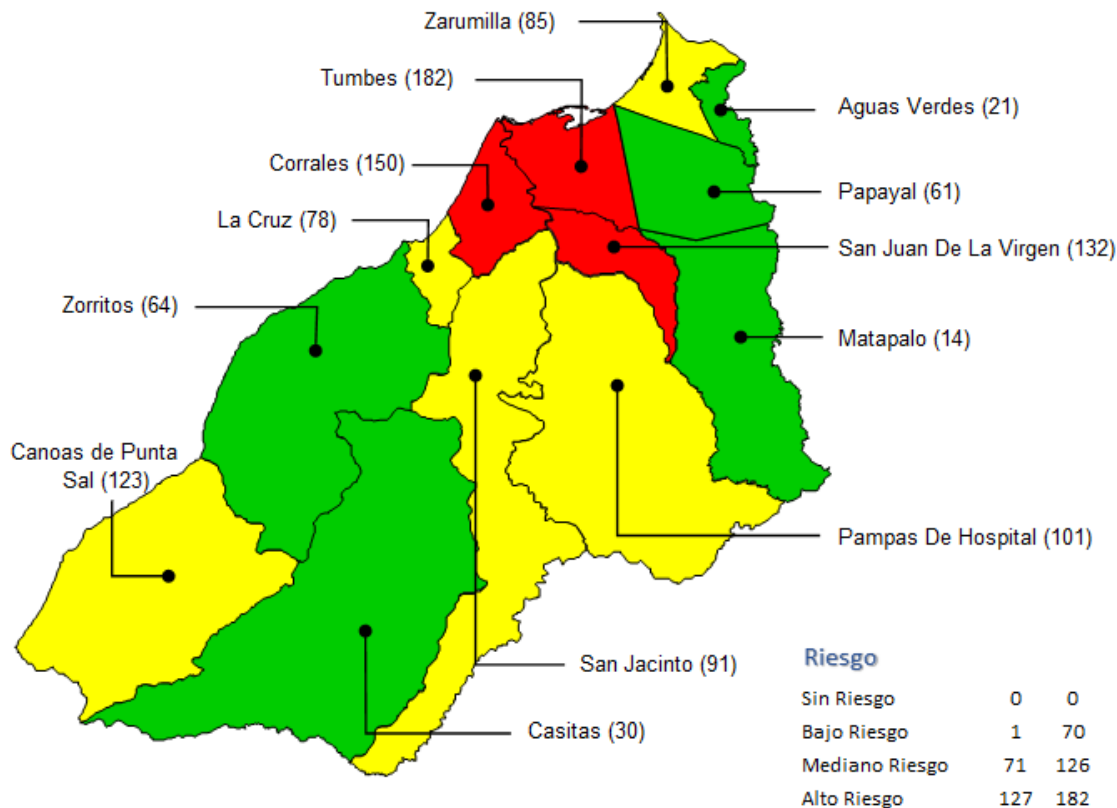 Zarumilla (85)
Tumbes (182)
Aguas Verdes (21)
Corrales (150)
Papayal (61)
La Cruz (78)
San Juan De La Virgen (132)
Zorritos (64)
Matapalo (14)
Canoas de Punta
Sal (123)
Pampas De Hospital (101)
San Jacinto (91)
Casitas (30)
Riesgo
Sin Riesgo 0 0
Bajo Riesgo 1 70
Mediano Riesgo 71 126
Alto Riesgo 127 182